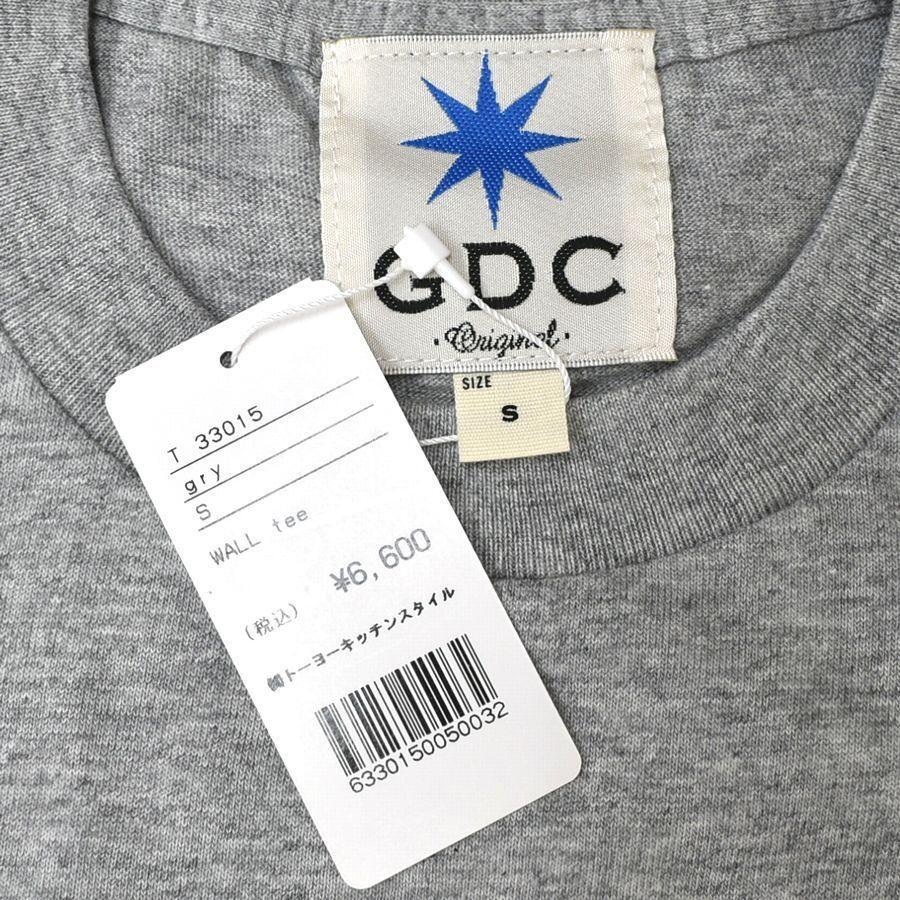 GDC
·Original·
SIZE
S
T 33015
gry
S
WALL tee
¥6,600
(税込)
㈱トーヨーキッチンスタイル
6330150050032